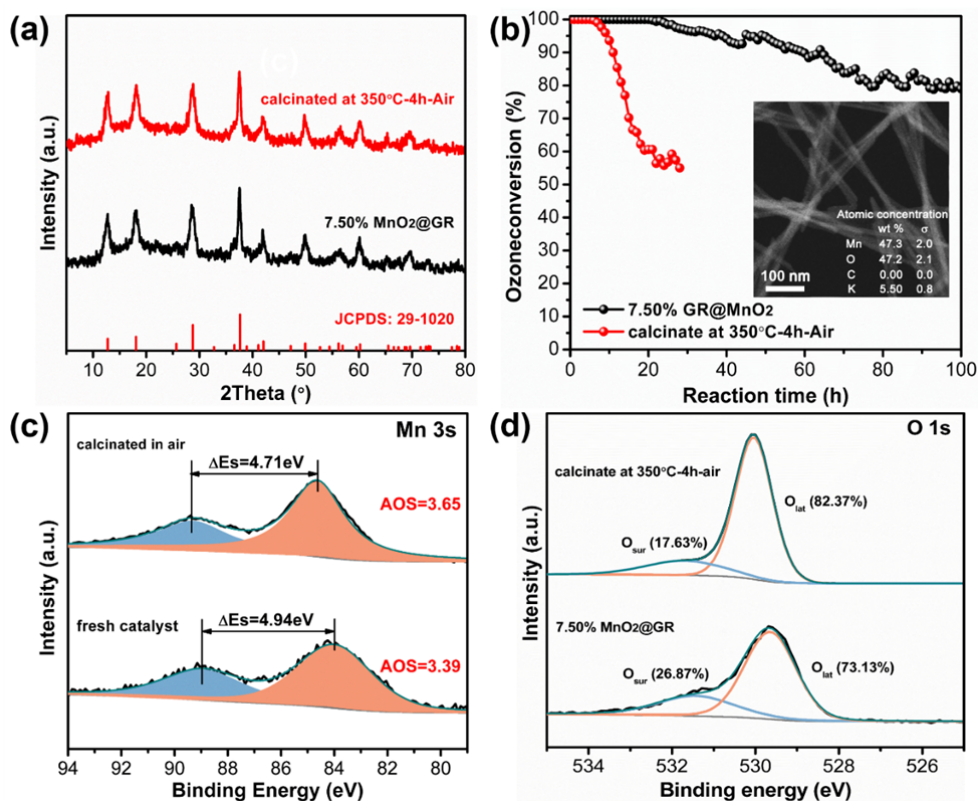 (a)
(c)
calcinated at 350°C-4h-Air
7.50% MnO2@GR
JCPDS: 29-1020
Intensity (a.u.)
10 20 30 40 50 60 70 80
2Theta (°)
(b)
100
90
80
70
60
50
40
30
20
10
0
Ozoneconversion (%)
Atomic concentration
wt % σ
Mn 47.3 2.0
O 47.2 2.1
C 0.00 0.0
K 5.50 0.8
100 nm
7.50% GR@MnO2
calcinate at 350°C-4h-Air
0 20 40 60 80 100
Reaction time (h)
(c)
Mn 3s
calcinated in air
ΔEs=4.71eV
AOS=3.65
fresh catalyst
ΔEs=4.94eV
AOS=3.39
Intensity (a.u.)
94 92 90 88 86 84 82 80
Binding Energy (eV)
(d)
O 1s
calcinate at 350°C-4h-air
Olat (82.37%)
Osur (17.63%)
7.50% MnO2@GR
Osur (26.87%)
Olat (73.13%)
Intensity (a.u.)
534 532 530 528 526
Binding energy (eV)